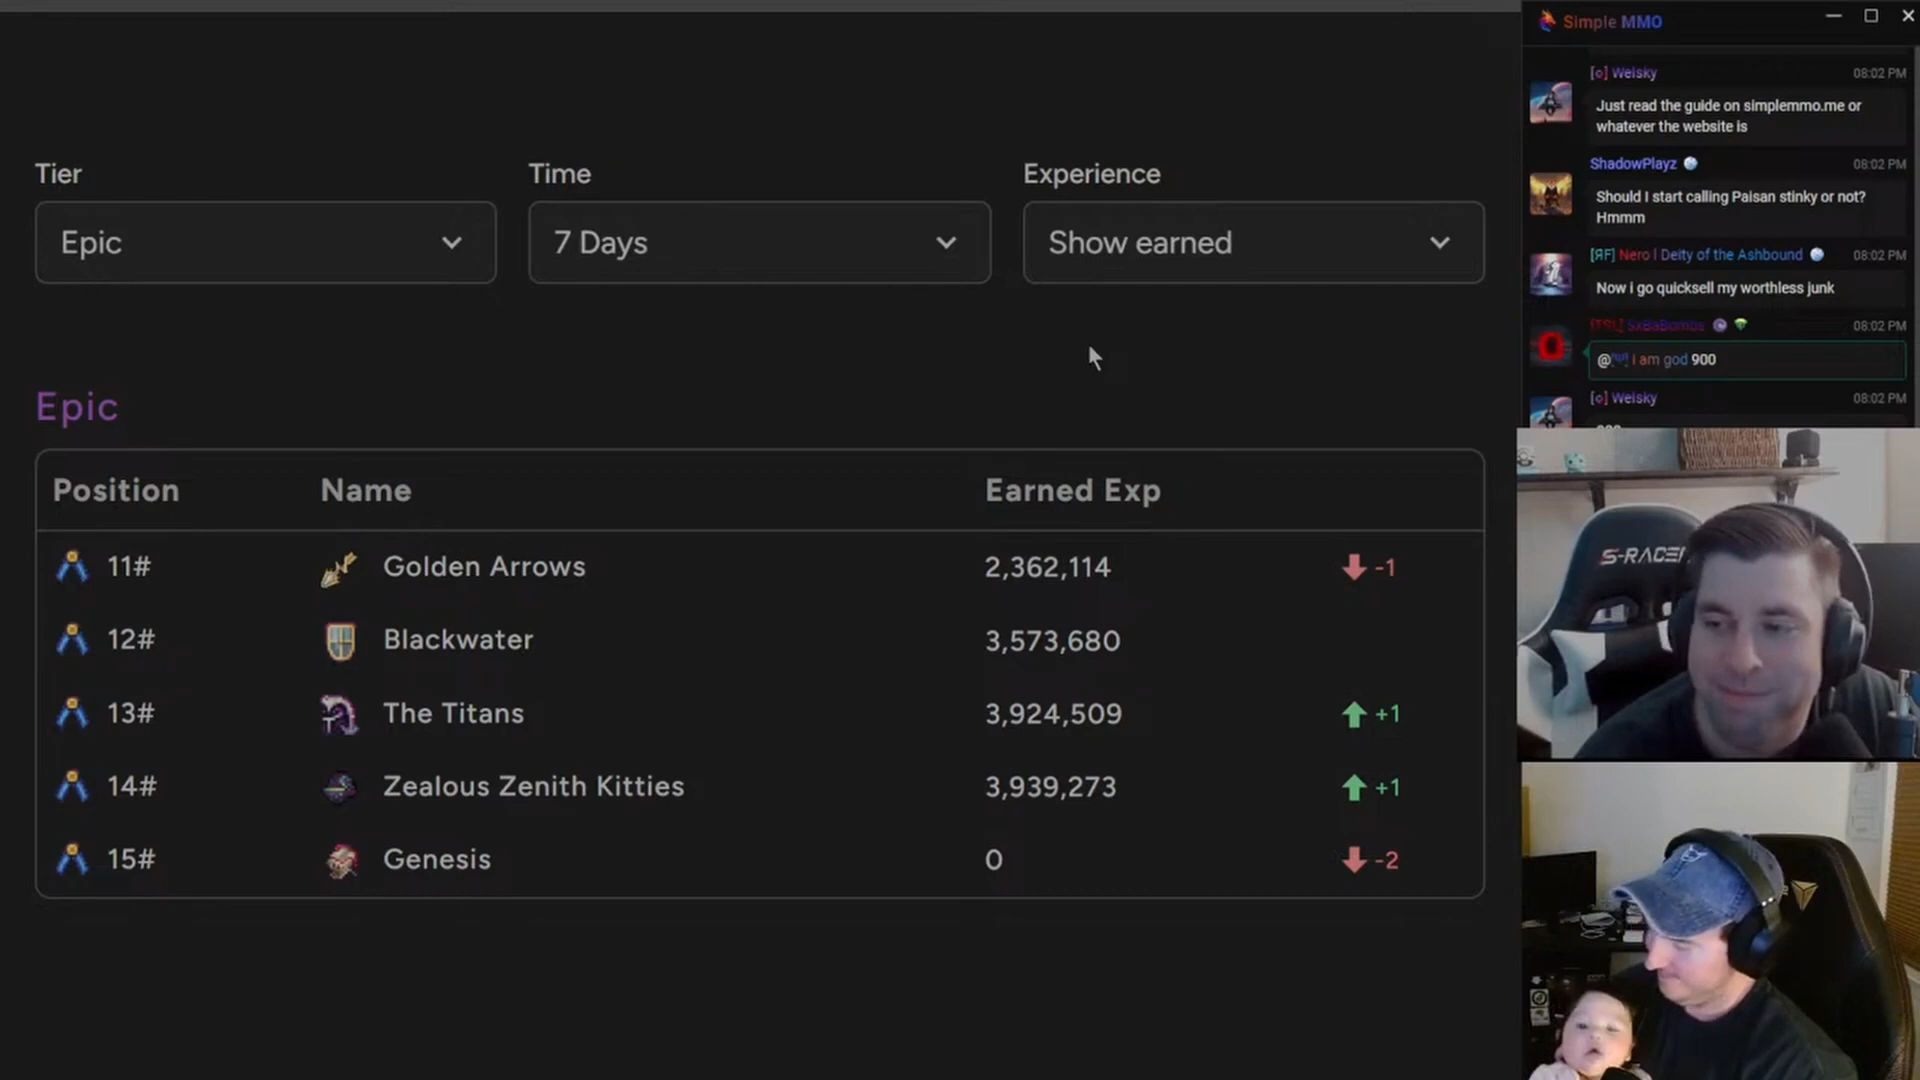 Tier
Time
Experience
Epic
7 Days
Show earned
Epic
Position Name Earned Exp
11# Golden Arrows 2,362,114 -1
12# Blackwater 3,573,680
13# The Titans 3,924,509 +1
14# Zealous Zenith Kitties 3,939,273 +1
15# Genesis 0 -2
Simple MMO
[o] Welsky 08:02 PM
Just read the guide on simplemmo.me or
whatever the website is
ShadowPlayz 08:02 PM
Should I start calling Paisan stinky or not?
Hmmm
[ЯF] Nero | Deity of the Ashbound 08:02 PM
Now i go quicksell my worthless junk
[TSL] SxBaBombs 08:02 PM
i am god 900
[o] Welsky 08:02 PM
S-RACER